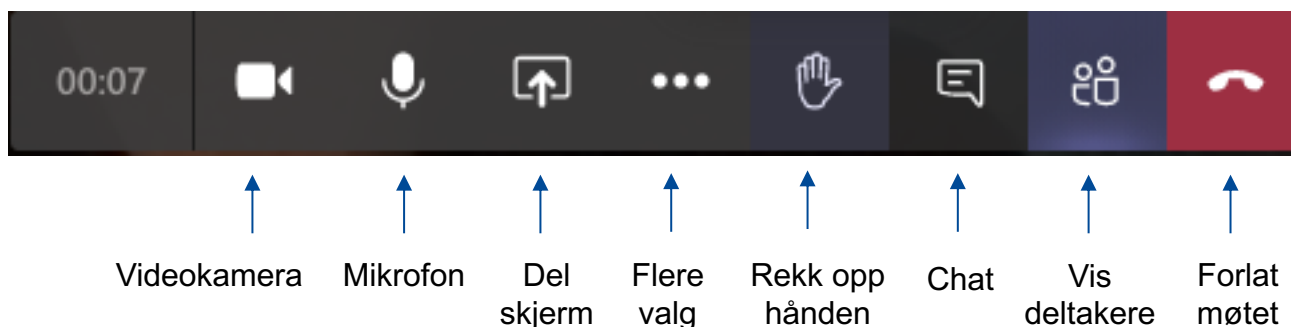 00:07
Videokamera
Mikrofon
Del
skjerm
Flere
valg
Rekk opp
hånden
Chat
Vis
deltakere
Forlat
møtet